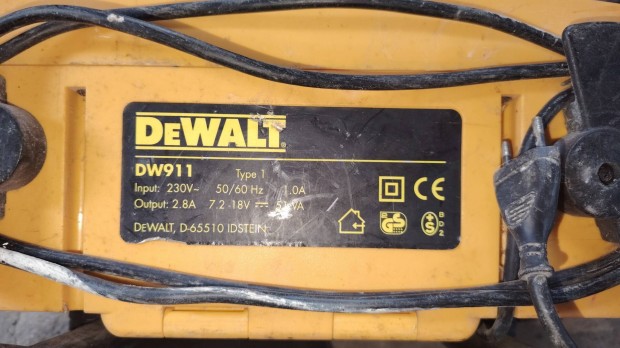 DEWALT
DW911 Type 1
Input: 230V~ 50/60 Hz 1.0A
Output: 2.8A 7.2-18V ⎓
DEWALT, D-65510 IDSTEIN
CE
GS
S